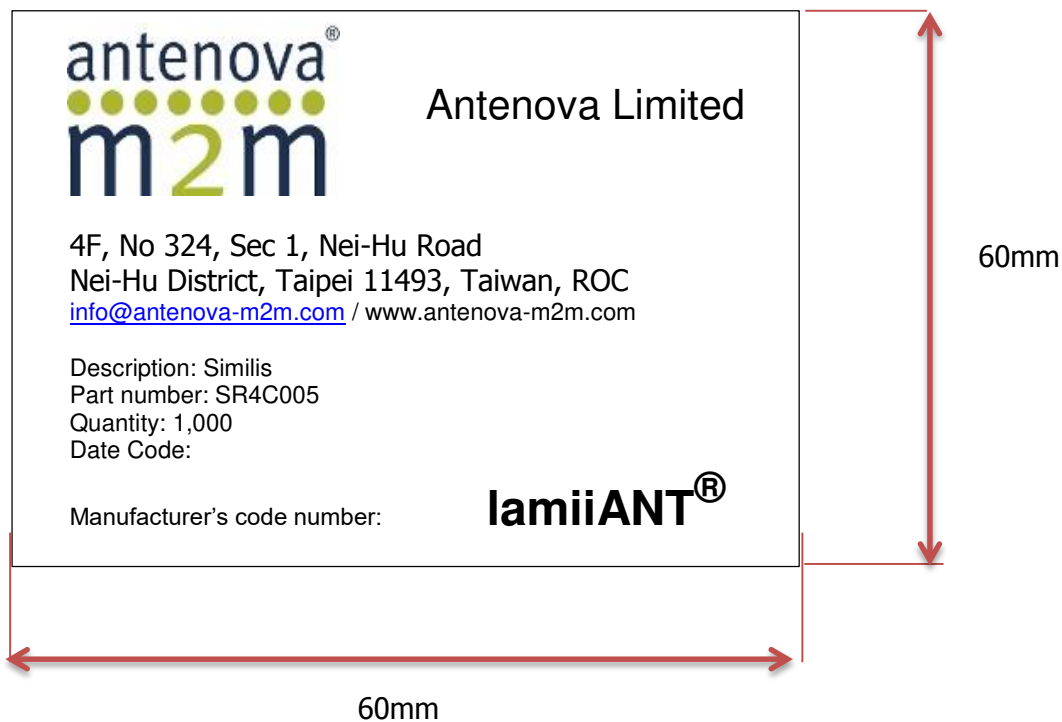 antenova®
m2m
Antenova Limited
4F, No 324, Sec 1, Nei-Hu Road
Nei-Hu District, Taipei 11493, Taiwan, ROC
info@antenova-m2m.com / www.antenova-m2m.com
Description: Similis
Part number: SR4C005
Quantity: 1,000
Date Code:
Manufacturer’s code number:
lamiiANT®
60mm
60mm